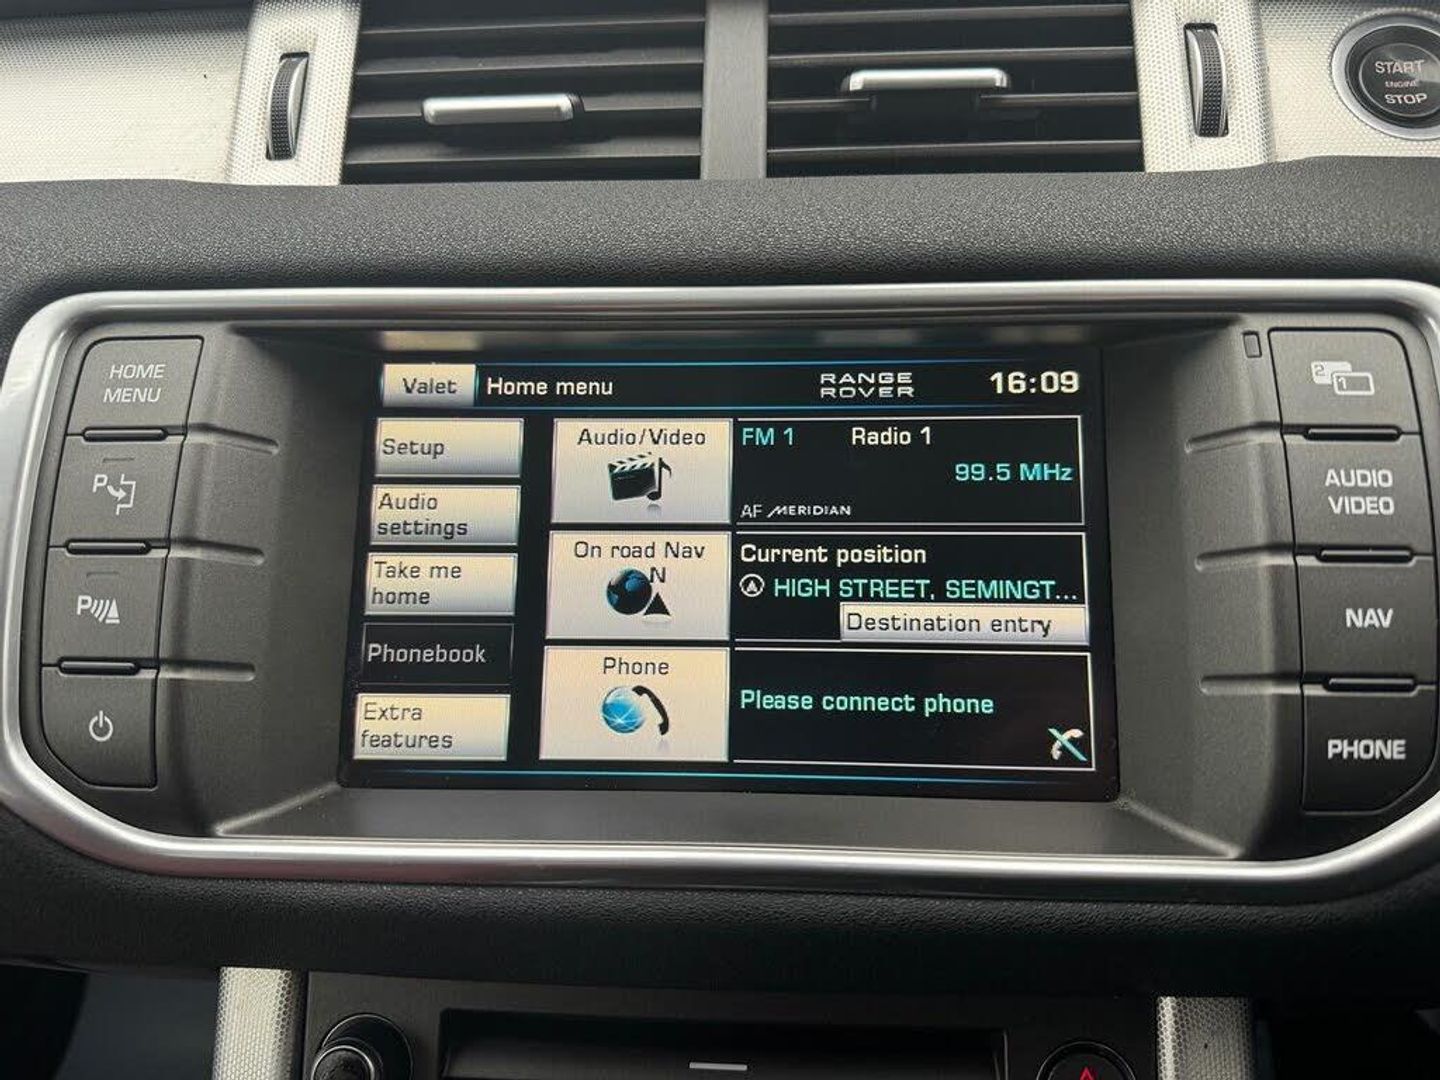 START
ENGINE
STOP
HOME
MENU
Valet
Home menu
RANGE
ROVER
16:09
2
1
Setup
Audio/Video
FM 1
Radio 1
99.5 MHz
AF MERIDIAN
AUDIO
VIDEO
P
Audio
settings
On road Nav
N
Current position
HIGH STREET, SEMINGT...
Destination entry
NAV
P
Take me
home
Phonebook
Phone
Please connect phone
PHONE
Extra
features